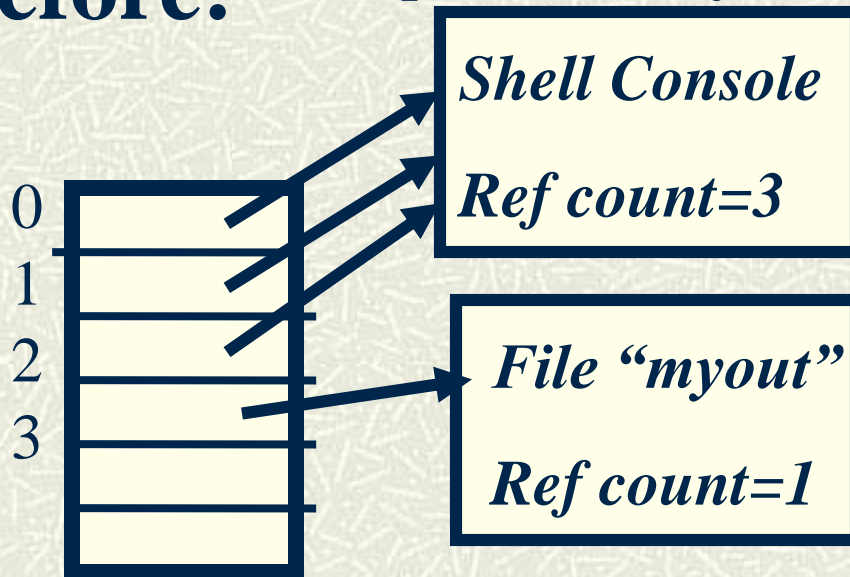 0
1
2
3
Shell Console
Ref count=3
File “myout”
Ref count=1